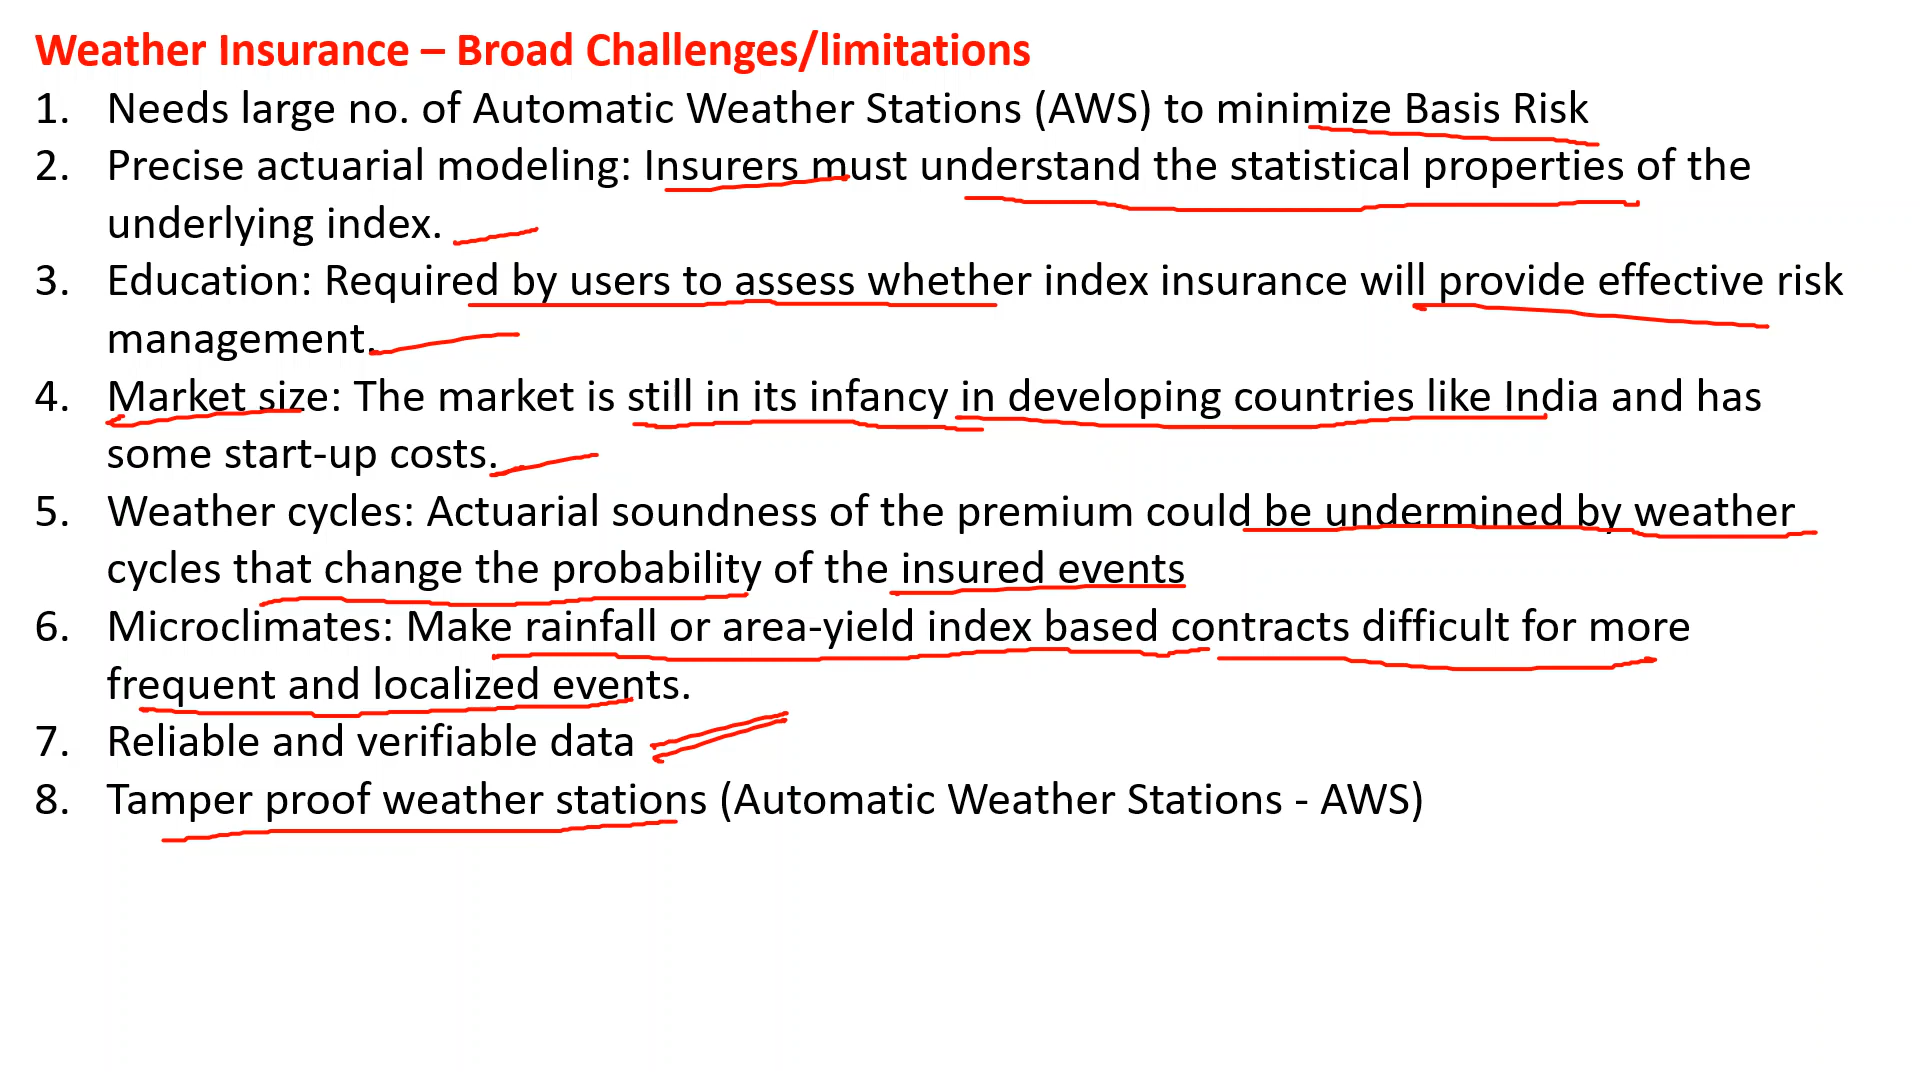 Weather Insurance – Broad Challenges/limitations
1. Needs large no. of Automatic Weather Stations (AWS) to minimize Basis Risk
2. Precise actuarial modeling: Insurers must understand the statistical properties of the
underlying index.
3. Education: Required by users to assess whether index insurance will provide effective risk
management.
4. Market size: The market is still in its infancy in developing countries like India and has
some start-up costs.
5. Weather cycles: Actuarial soundness of the premium could be undermined by weather
cycles that change the probability of the insured events
6. Microclimates: Make rainfall or area-yield index based contracts difficult for more
frequent and localized events.
7. Reliable and verifiable data
8. Tamper proof weather stations (Automatic Weather Stations - AWS)